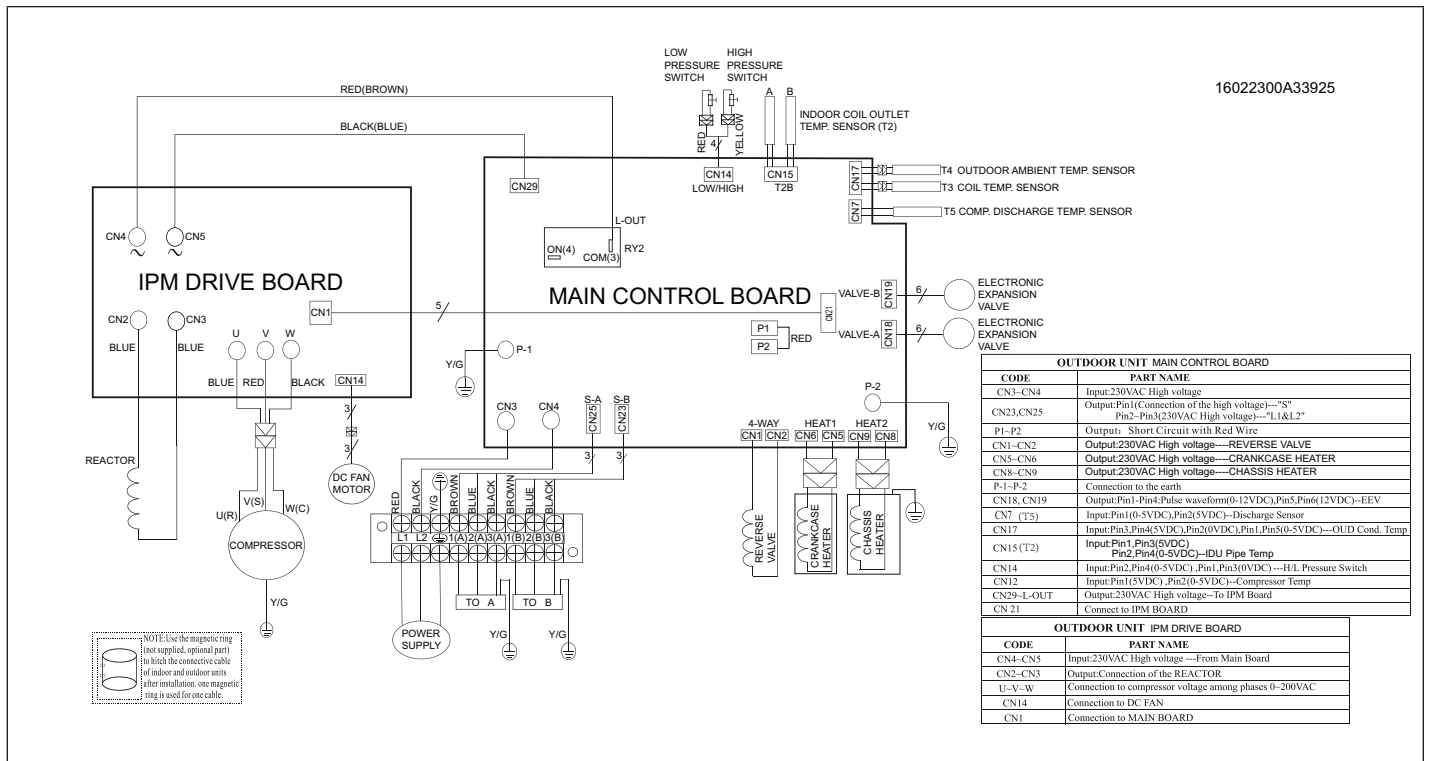 16022300A33925
LOW
PRESSURE
SWITCH
HIGH
PRESSURE
SWITCH
RED(BROWN)
BLACK(BLUE)
A B
INDOOR COIL OUTLET
TEMP. SENSOR (T2)
RED
4
YELLOW
CN14
LOW/HIGH
CN15
T2B
CN17
T4 OUTDOOR AMBIENT TEMP. SENSOR
T3 COIL TEMP. SENSOR
CN7
T5 COMP. DISCHARGE TEMP. SENSOR
CN29
L-OUT
ON(4)
COM(3)
RY2
CN4
CN5
IPM DRIVE BOARD
CN2
CN3
BLUE
BLUE
U V W
BLUE RED BLACK
CN1
CN14
5
MAIN CONTROL BOARD
CN21
P1
P2
RED
VALVE-B
CN19
6
ELECTRONIC
EXPANSION
VALVE
VALVE-A
CN18
6
ELECTRONIC
EXPANSION
VALVE
P-1
Y/G
P-2
Y/G
CN3
CN4
S-A
CN25
S-B
CN23
3
3
4-WAY
CN1 CN2
HEAT1
CN6 CN5
HEAT2
CN9 CN8
REACTOR
3
3
DC FAN
MOTOR
V(S)
U(R)
W(C)
COMPRESSOR
Y/G
RED
BLACK
Y/G
BROWN
BLUE
BLACK
BROWN
BLUE
BLACK
L1 L2 1(A) 2(A) 3(A) 1(B) 2(B) 3(B)
TO A
TO B
Y/G
Y/G
POWER
SUPPLY
REVERSE
VALVE
CRANKCASE
HEATER
CHASSIS
HEATER
NOTE:Use the magnetic ring
(not supplied, optional part)
to hitch the connective cable
of indoor and outdoor units
after installation. one magnetic
ring is used for one cable.
OUTDOOR UNIT MAIN CONTROL BOARD
CODE PART NAME
CN3~CN4 Input:230VAC High voltage
CN23,CN25 Output:Pin1(Connection of the high voltage)---"S"
Pin2~Pin3(230VAC High voltage)---"L1&L2"
P1~P2 Output: Short Circuit with Red Wire
CN1~CN2 Output:230VAC High voltage----REVERSE VALVE
CN5~CN6 Output:230VAC High voltage----CRANKCASE HEATER
CN8~CN9 Output:230VAC High voltage----CHASSIS HEATER
P-1~P-2 Connection to the earth
CN18, CN19 Output:Pin1-Pin4:Pulse waveform(0-12VDC),Pin5,Pin6(12VDC)--EEV
CN7 (T5) Input:Pin1(0-5VDC),Pin2(5VDC)--Discharge Sensor
CN17 Input:Pin3,Pin4(5VDC),Pin2(0VDC),Pin1,Pin5(0-5VDC)---OUD Cond. Temp
CN15 (T2) Input:Pin1,Pin3(5VDC)
Pin2,Pin4(0-5VDC)--IDU Pipe Temp
CN14 Input:Pin2,Pin4(0-5VDC) ,Pin1,Pin3(0VDC) ---H/L Pressure Switch
CN12 Input:Pin1(5VDC) ,Pin2(0-5VDC)--Compressor Temp
CN29~L-OUT Output:230VAC High voltage--To IPM Board
CN 21 Connect to IPM BOARD
OUTDOOR UNIT IPM DRIVE BOARD
CODE PART NAME
CN4~CN5 Input:230VAC High voltage ---From Main Board
CN2~CN3 Output:Connection of the REACTOR
U~V~W Connection to compressor voltage among phases 0~200VAC
CN14 Connection to DC FAN
CN1 Connection to MAIN BOARD